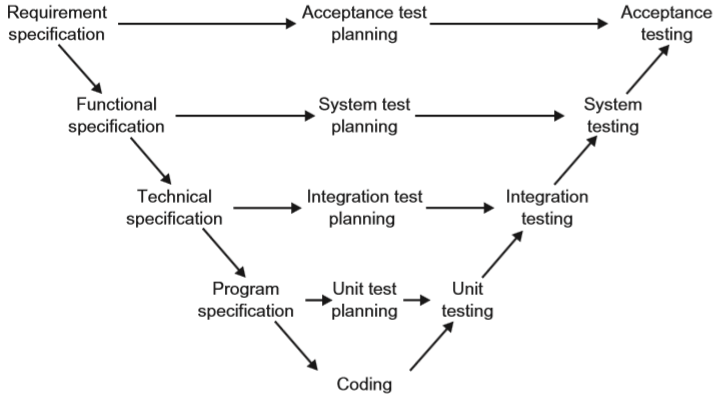 Requirement
specification
Acceptance test
planning
Acceptance
testing
Functional
specification
System test
planning
System
testing
Technical
specification
Integration test
planning
Integration
testing
Program
specification
Unit test
planning
Unit
testing
Coding